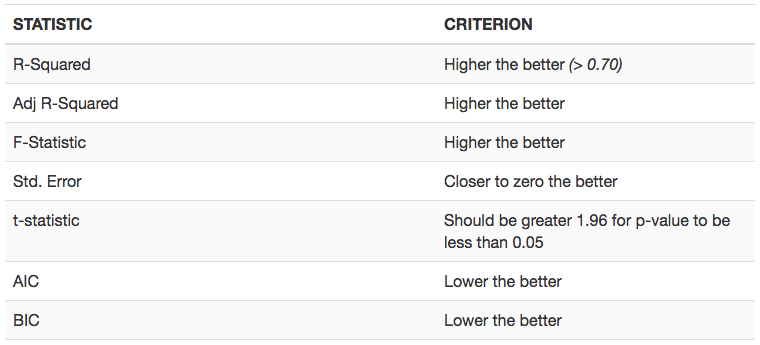 STATISTIC CRITERION
R-Squared Higher the better (> 0.70)
Adj R-Squared Higher the better
F-Statistic Higher the better
Std. Error Closer to zero the better
t-statistic Should be greater 1.96 for p-value to be
less than 0.05
AIC Lower the better
BIC Lower the better